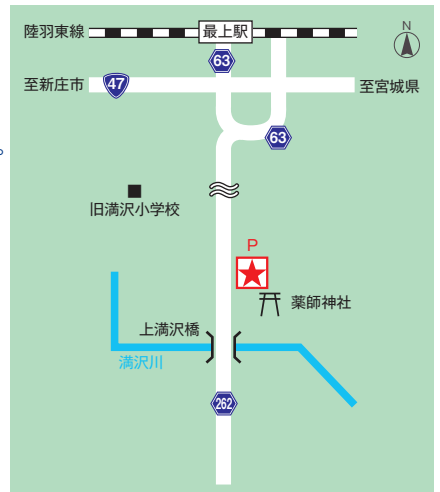 陸羽東線
最上駅
N
63
至新庄市
47
至宮城県
63
。
旧満沢小学校
P
薬師神社
上満沢橋
満沢川
262